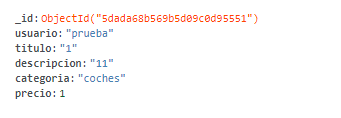 _id: ObjectId("5dada68b569b5d09c0d95551")
usuario: "prueba"
titulo: "1"
descripcion: "11"
categoria: "coches"
precio: 1